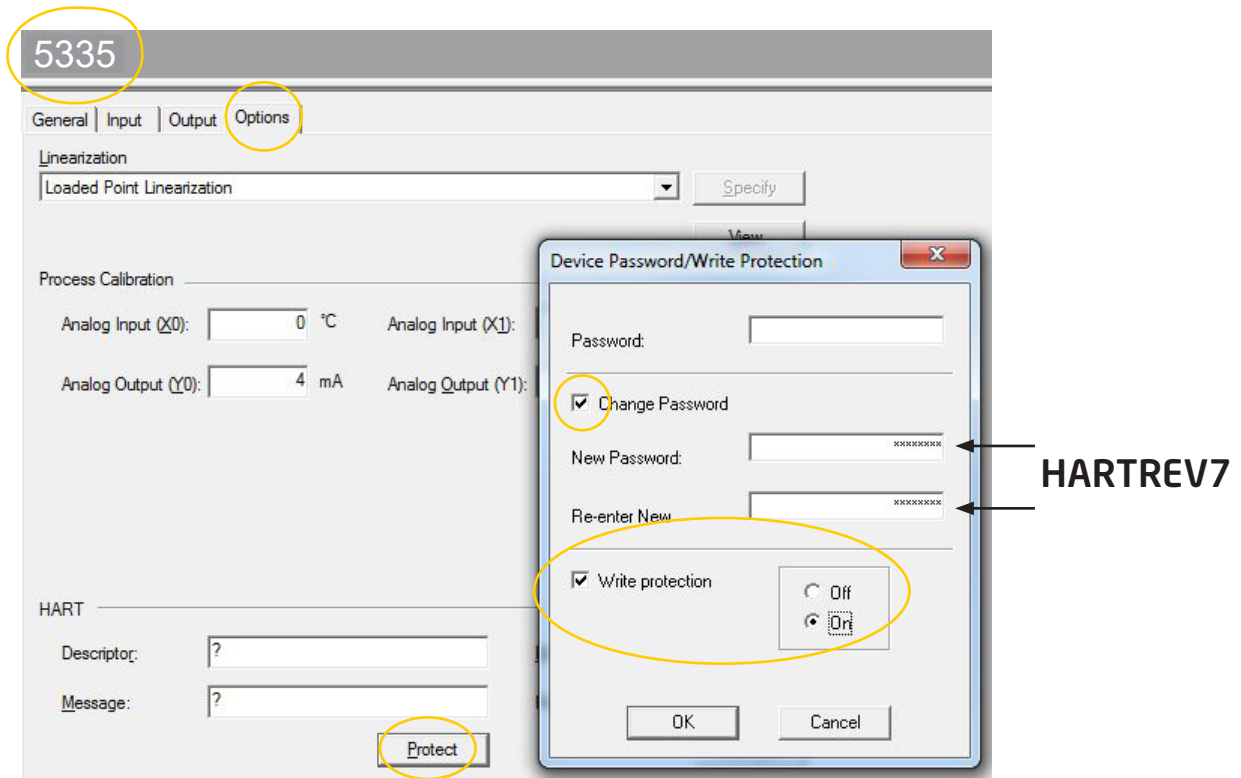 5335
General Input Output Options
Linearization
Loaded Point Linearization
Specify
View
Process Calibration
Analog Input (X0): 0 °C Analog Input (X1):
Analog Output (Y0): 4 mA Analog Output (Y1):
HART
Descriptor: ?
Message: ?
Protect
Device Password/Write Protection
Password:
Change Password
New Password: ********
Re-enter New ********
Write protection
Off
On
OK Cancel
HARTREV7